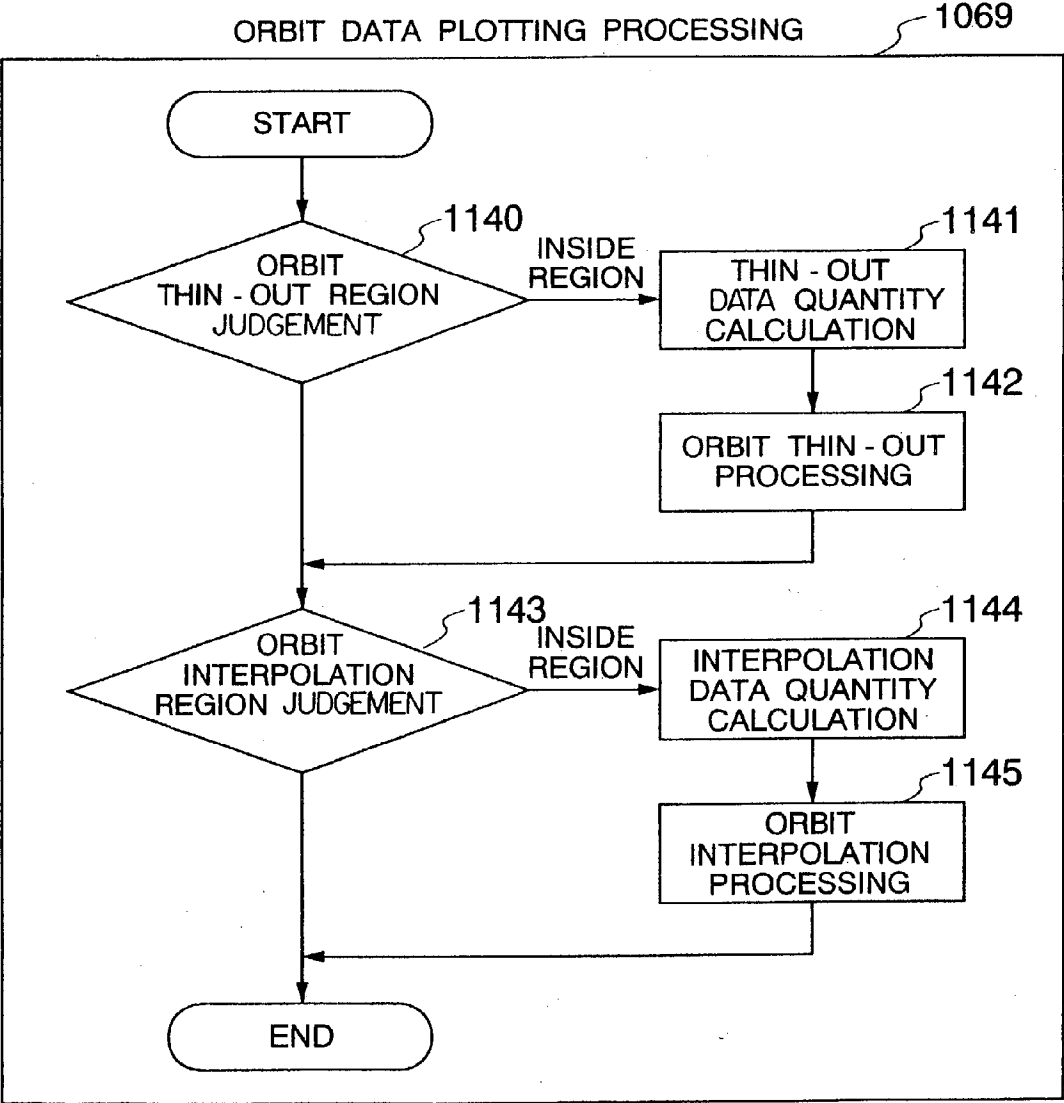 ORBIT DATA PLOTTING PROCESSING
1069
START
1140
ORBIT
THIN-OUT REGION
JUDGEMENT
INSIDE
REGION
1141
THIN-OUT
DATA QUANTITY
CALCULATION
1142
ORBIT THIN-OUT
PROCESSING
1143
ORBIT
INTERPOLATION
REGION JUDGEMENT
INSIDE
REGION
1144
INTERPOLATION
DATA QUANTITY
CALCULATION
1145
ORBIT
INTERPOLATION
PROCESSING
END